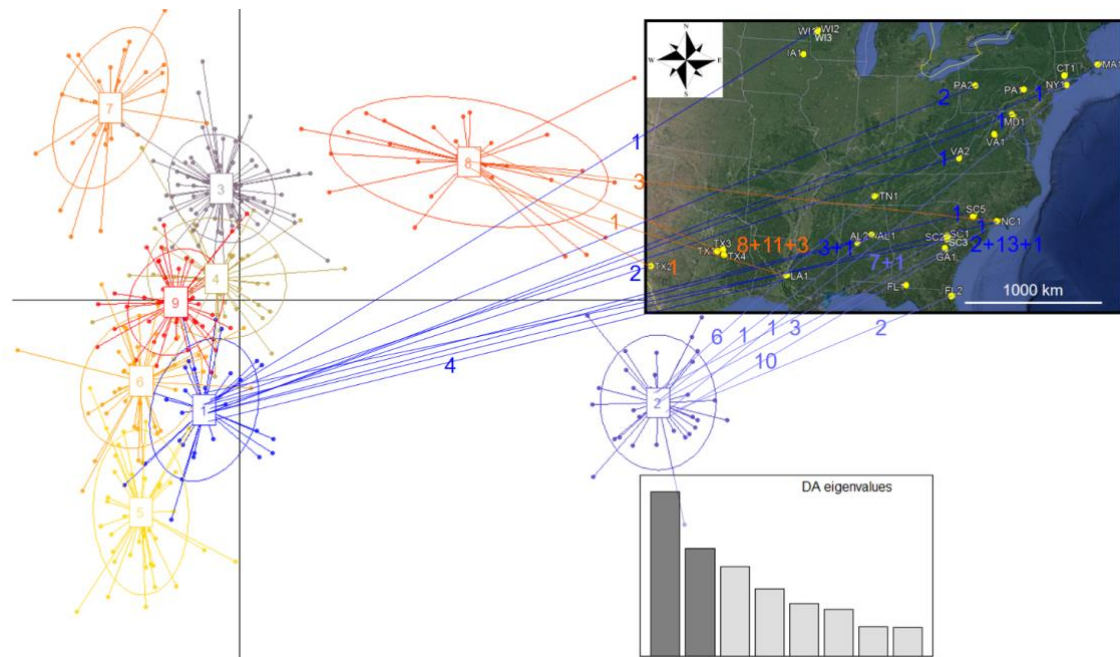 7
3
4
9
6
1
5
8
2
N
W
E
S
WI1
WI2
WI3
IA1
CT1
MA1
PA2
PA1
NY1
MD1
VA1
VA2
TN1
SC5
NC1
AL2
AL1
SC2
SC1
SC3
GA1
TX3
TX4
TX2
LA1
FL2
1000 km
1
2
1
1
1
3
1
1
1
8+11+3
3+1
7+1
2+13+1
2
1
4
6
1
1
3
10
2
DA eigenvalues